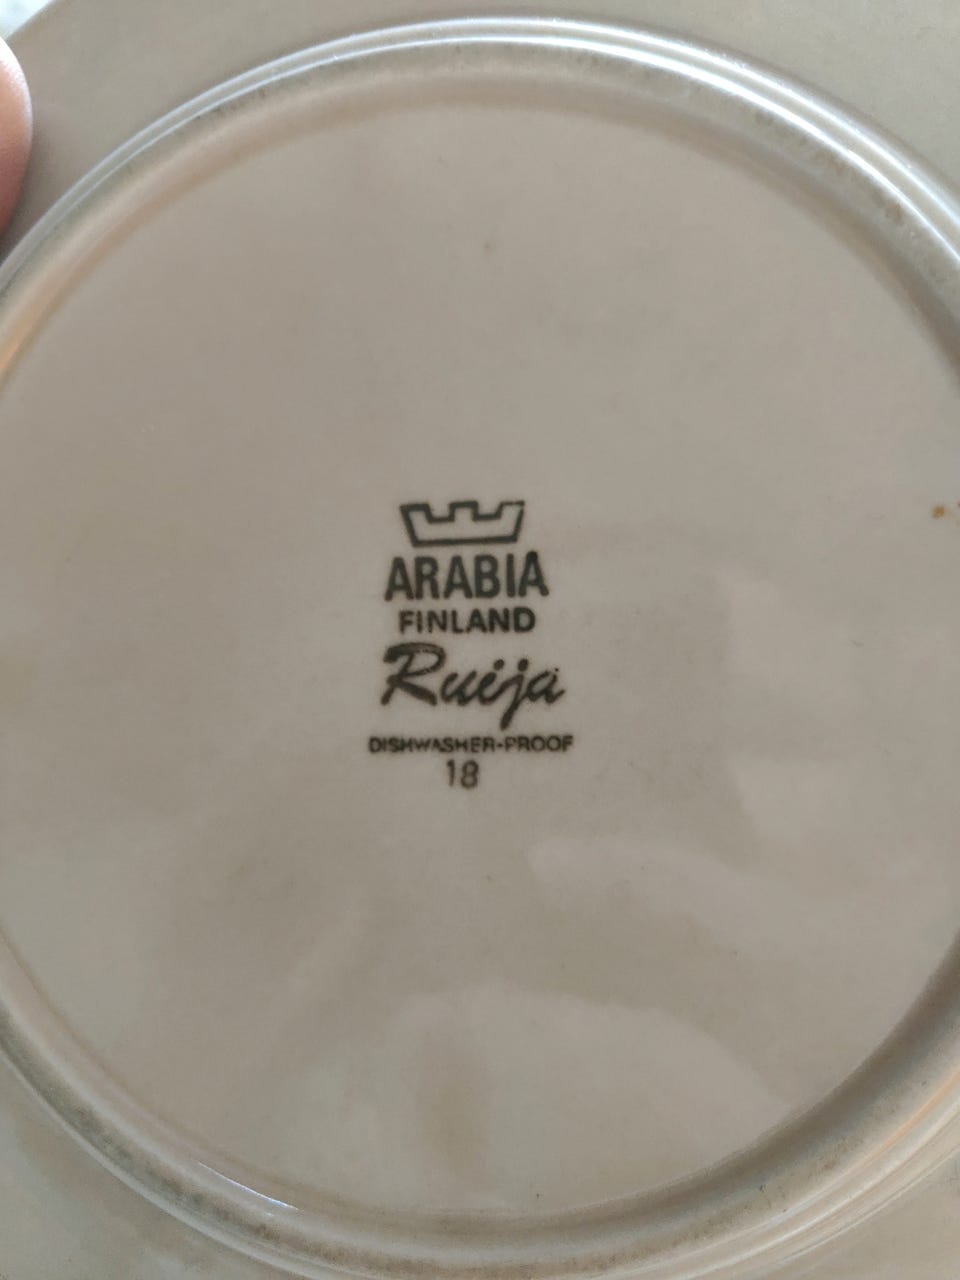 ARABIA
FINLAND
Ruija
DISHWASHER-PROOF
18